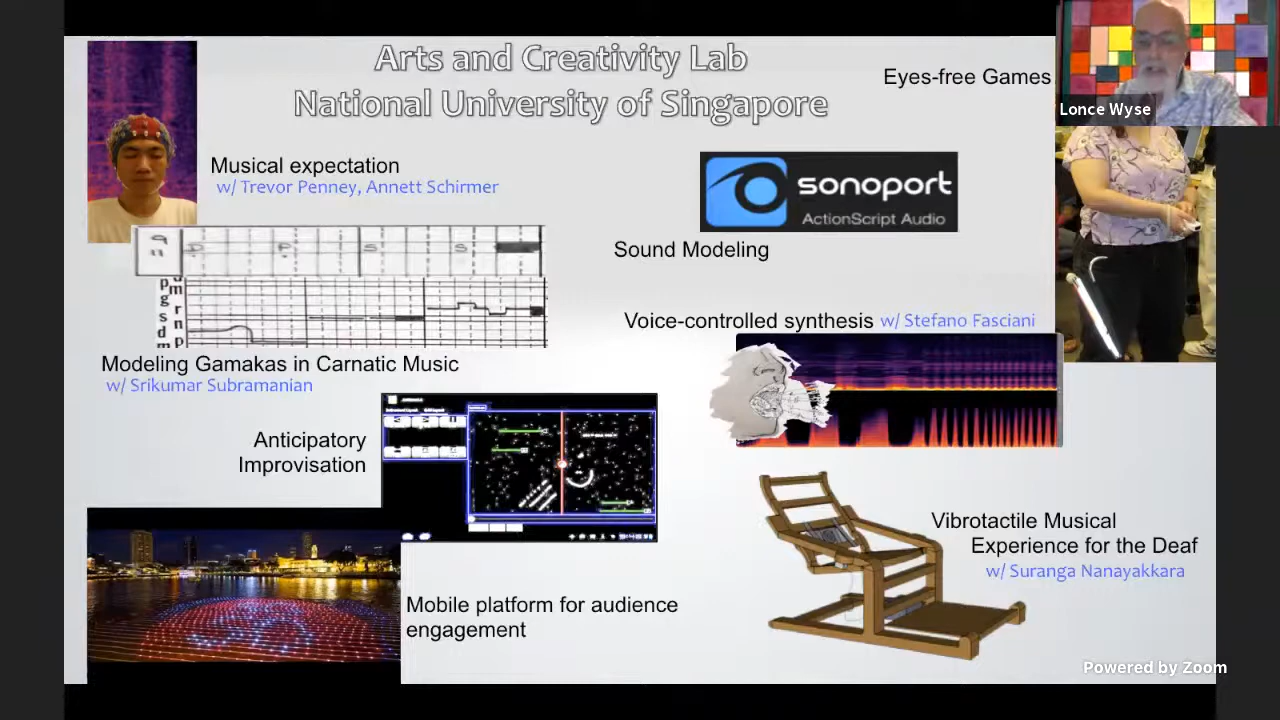 Arts and Creativity Lab
National University of Singapore
Eyes-free Games
Lonce Wyse
Musical expectation
w/ Trevor Penney, Annett Schirmer
sonoport
ActionScript Audio
Sound Modeling
Voice-controlled synthesis w/ Stefano Fasciani
Modeling Gamakas in Carnatic Music
w/ Srikumar Subramanian
Anticipatory
Improvisation
Vibrotactile Musical
Experience for the Deaf
w/ Suranga Nanayakkara
Mobile platform for audience
engagement
Powered by Zoom